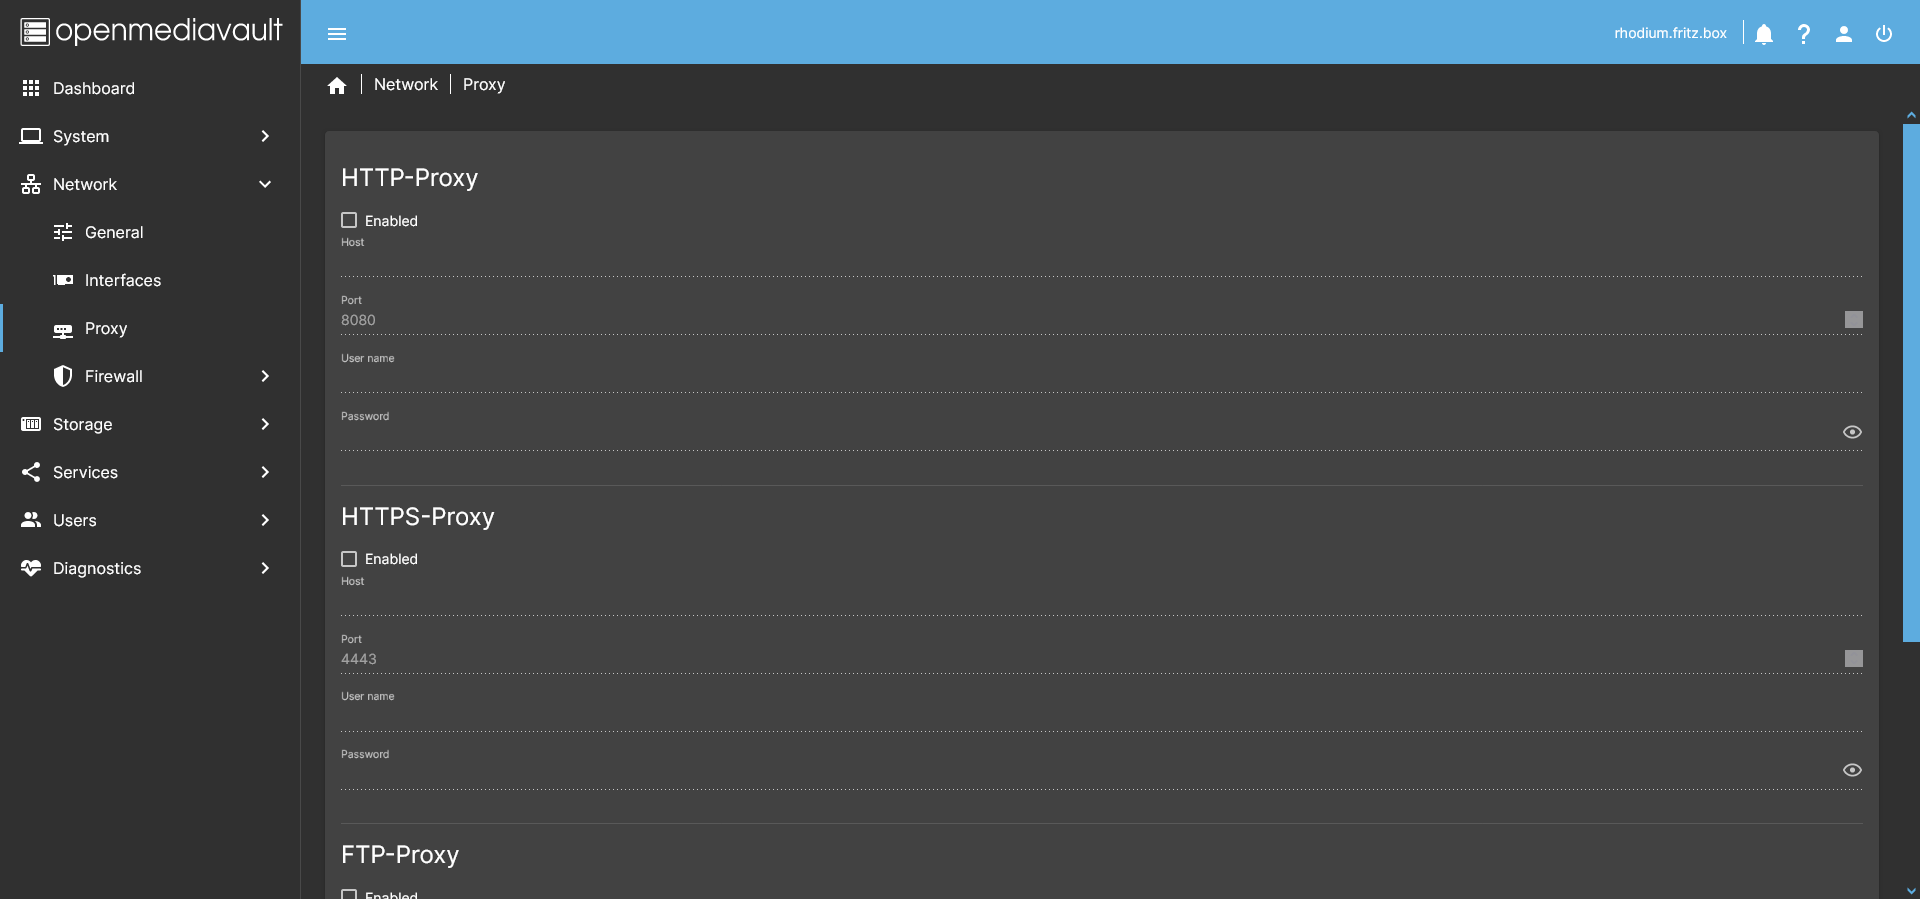 openmediavault
rhodium.fritz.box
Dashboard
System
Network
General
Interfaces
Proxy
Firewall
Storage
Services
Users
Diagnostics
Network | Proxy
HTTP-Proxy
Enabled
Host
Port
8080
User name
Password
HTTPS-Proxy
Enabled
Host
Port
4443
User name
Password
FTP-Proxy
Enabled